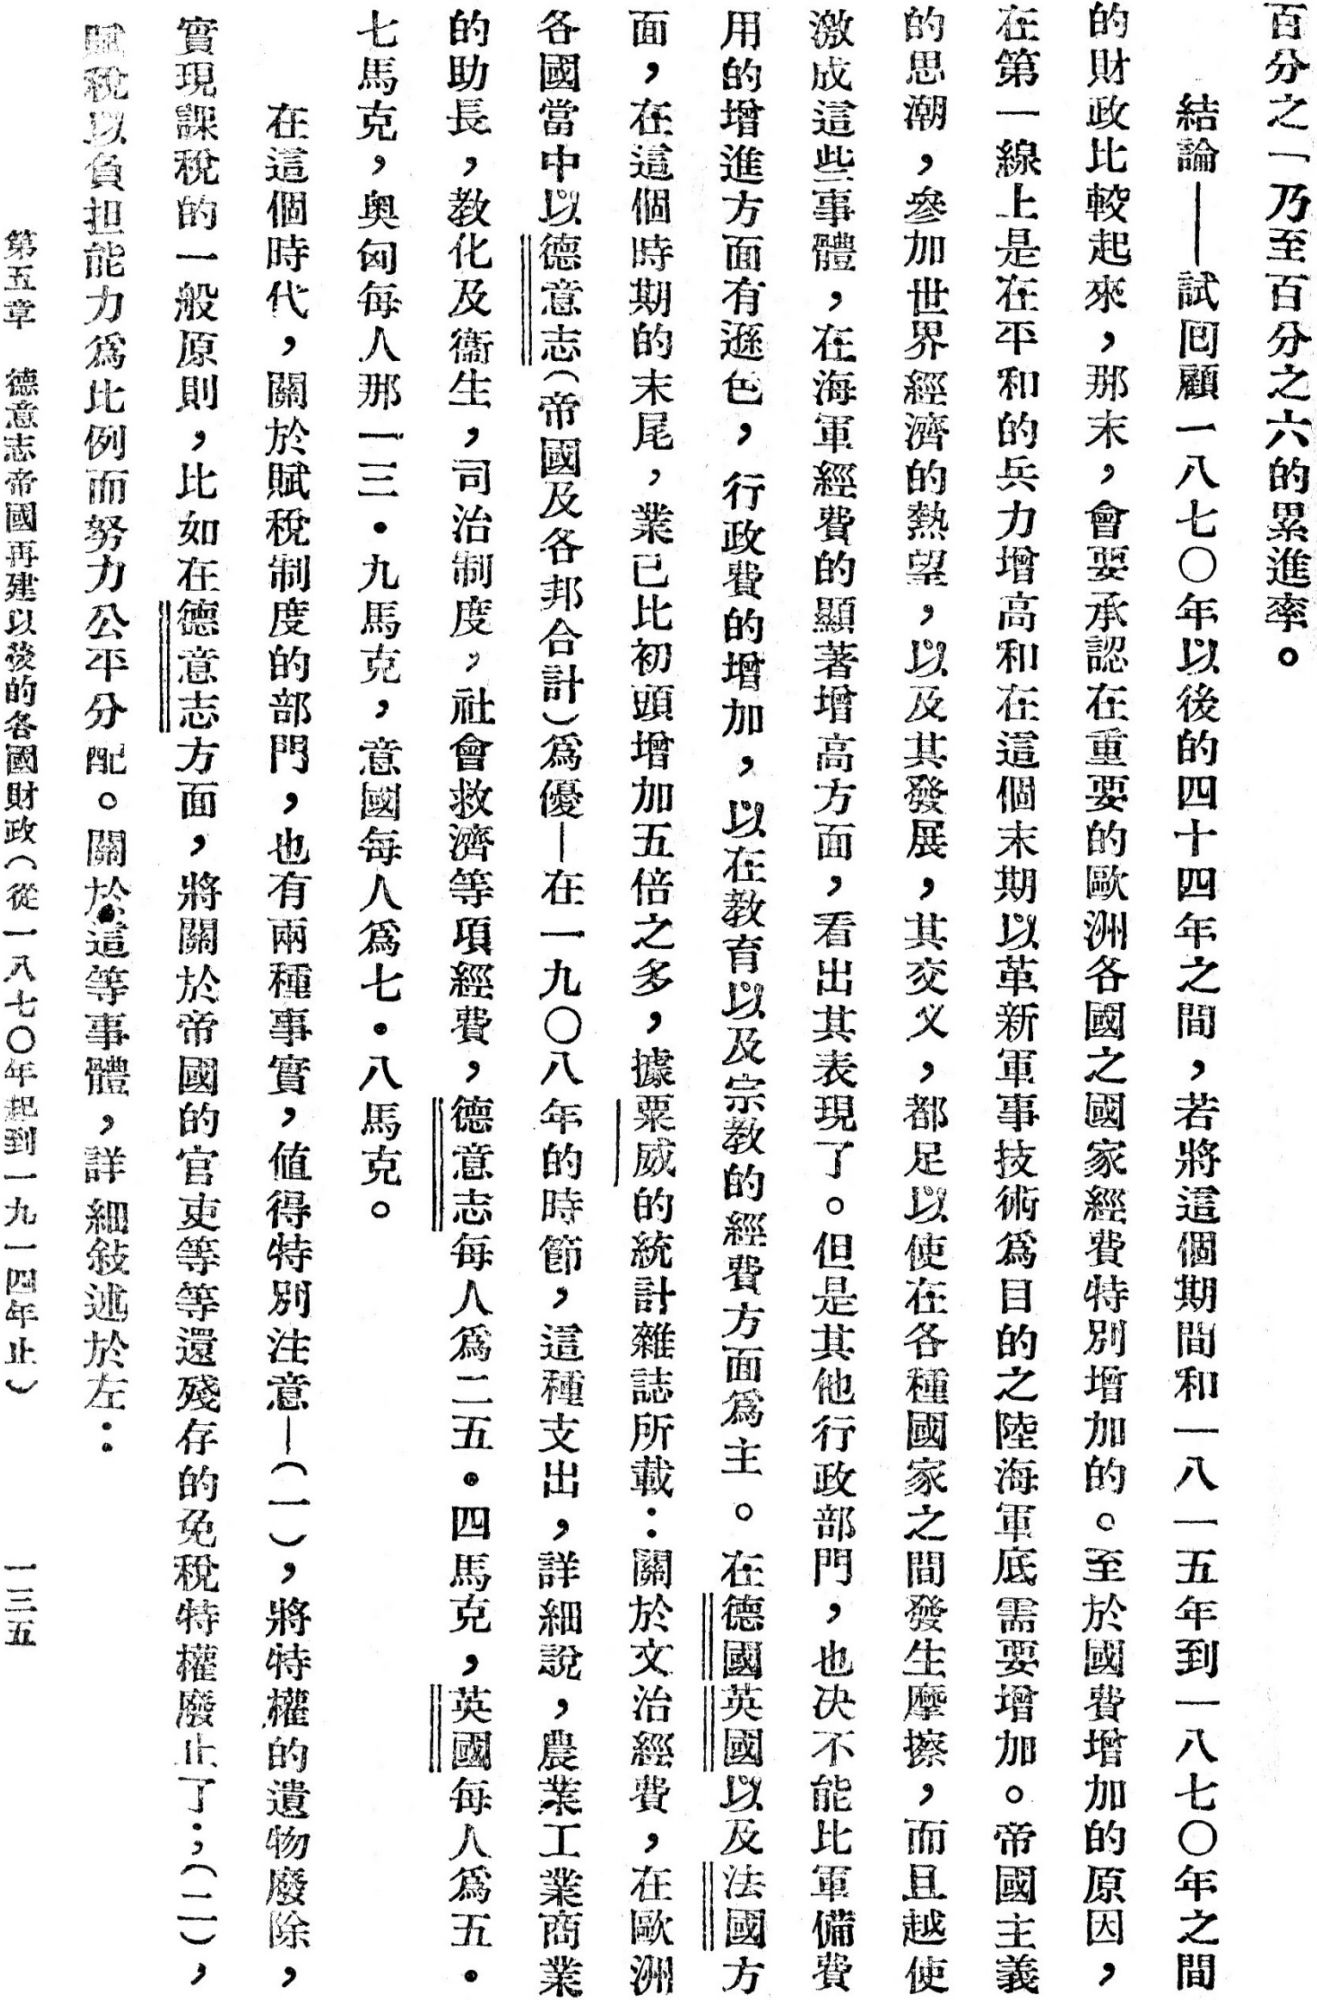 百分之一乃至百分之六的累進率。
結論——試回顧一八七〇年以後的四十四年之間，若將這個期間和一八一五年到一八七〇年之間
的財政比較起來，那末，會要承認在重要的歐洲各國之國家經費特別增加的。至於國費增加的原因，
在第一線上是在平和的兵力增高和在這個末期以革新軍事技術爲目的之陸海軍底需要增加。帝國主義
的思潮，參加世界經濟的熱望，以及其發展，其交义，都足以使在各種國家之間發生摩擦，而且越使
激成這些事體，在海軍經費的顯著增高方面，看出其表現了。但是其他行政部門，也决不能比軍備費
用的增進方面有遜色，行政費的增加，以在教育以及宗教的經費方面爲主。在德國英國以及法國方
面，在這個時期的末尾，業已比初頭增加五倍之多，據粟威的統計雜誌所載：關於文治經費，在歐洲
各國當中以德意志（帝國及各邦合計）爲優—在一九〇八年的時節，這種支出，詳細說，農業工業商業
的助長，教化及衞生，司治制度，社會救濟等項經費，德意志每人爲二五•四馬克，英國每人爲五•
七馬克，奥匈每人那一三•九馬克，意國每人爲七•八馬克。
在這個時代，關於賦稅制度的部門，也有兩種事實，値得特別注意—（一），將特權的遺物廢除，
實現課稅的一般原則，比如在德意志方面，將關於帝國的官吏等等還殘存的免稅特權廢止了；（二），
賦稅以負担能力爲比例而努力公平分配。關於這等事體，詳細敍述於左：
第五章　德意志帝國再建以後的各國財政（從一八七〇年起到一九一四年止）　一三五